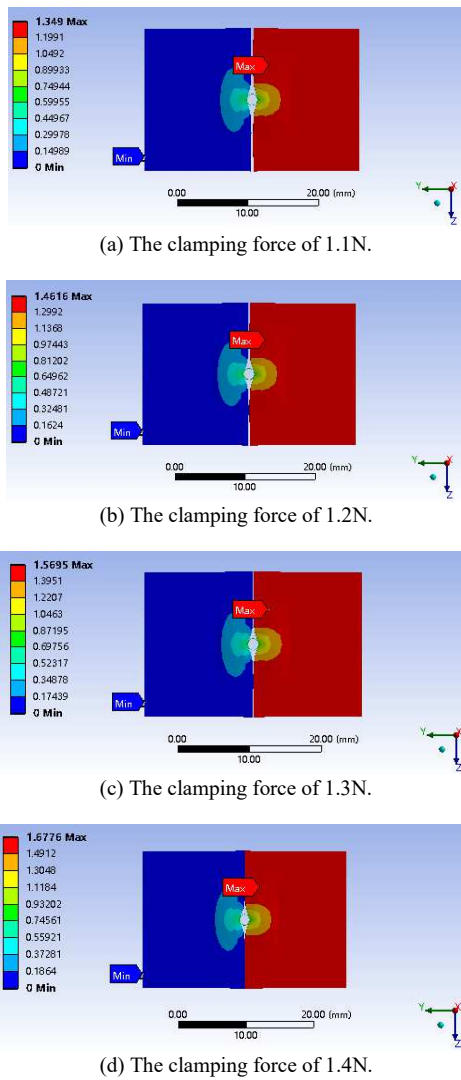 1.349 Max
1.1991
1.0492
0.89933
0.74944
0.59955
0.44967
0.29978
0.14989
0 Min
Max
Min
0.00 20.00 (mm)
10.00
Y X
Z
(a) The clamping force of 1.1N.
1.4616 Max
1.2992
1.1368
0.97443
0.81202
0.64962
0.48721
0.32481
0.1624
0 Min
Max
Min
0.00 20.00 (mm)
10.00
Y X
Z
(b) The clamping force of 1.2N.
1.5695 Max
1.3951
1.2207
1.0463
0.87195
0.69756
0.52317
0.34878
0.17439
0 Min
Max
Min
0.00 20.00 (mm)
10.00
Y X
Z
(c) The clamping force of 1.3N.
1.6776 Max
1.4912
1.3048
1.1184
0.93202
0.74561
0.55921
0.37281
0.1864
0 Min
Max
Min
0.00 20.00 (mm)
10.00
Y X
Z
(d) The clamping force of 1.4N.